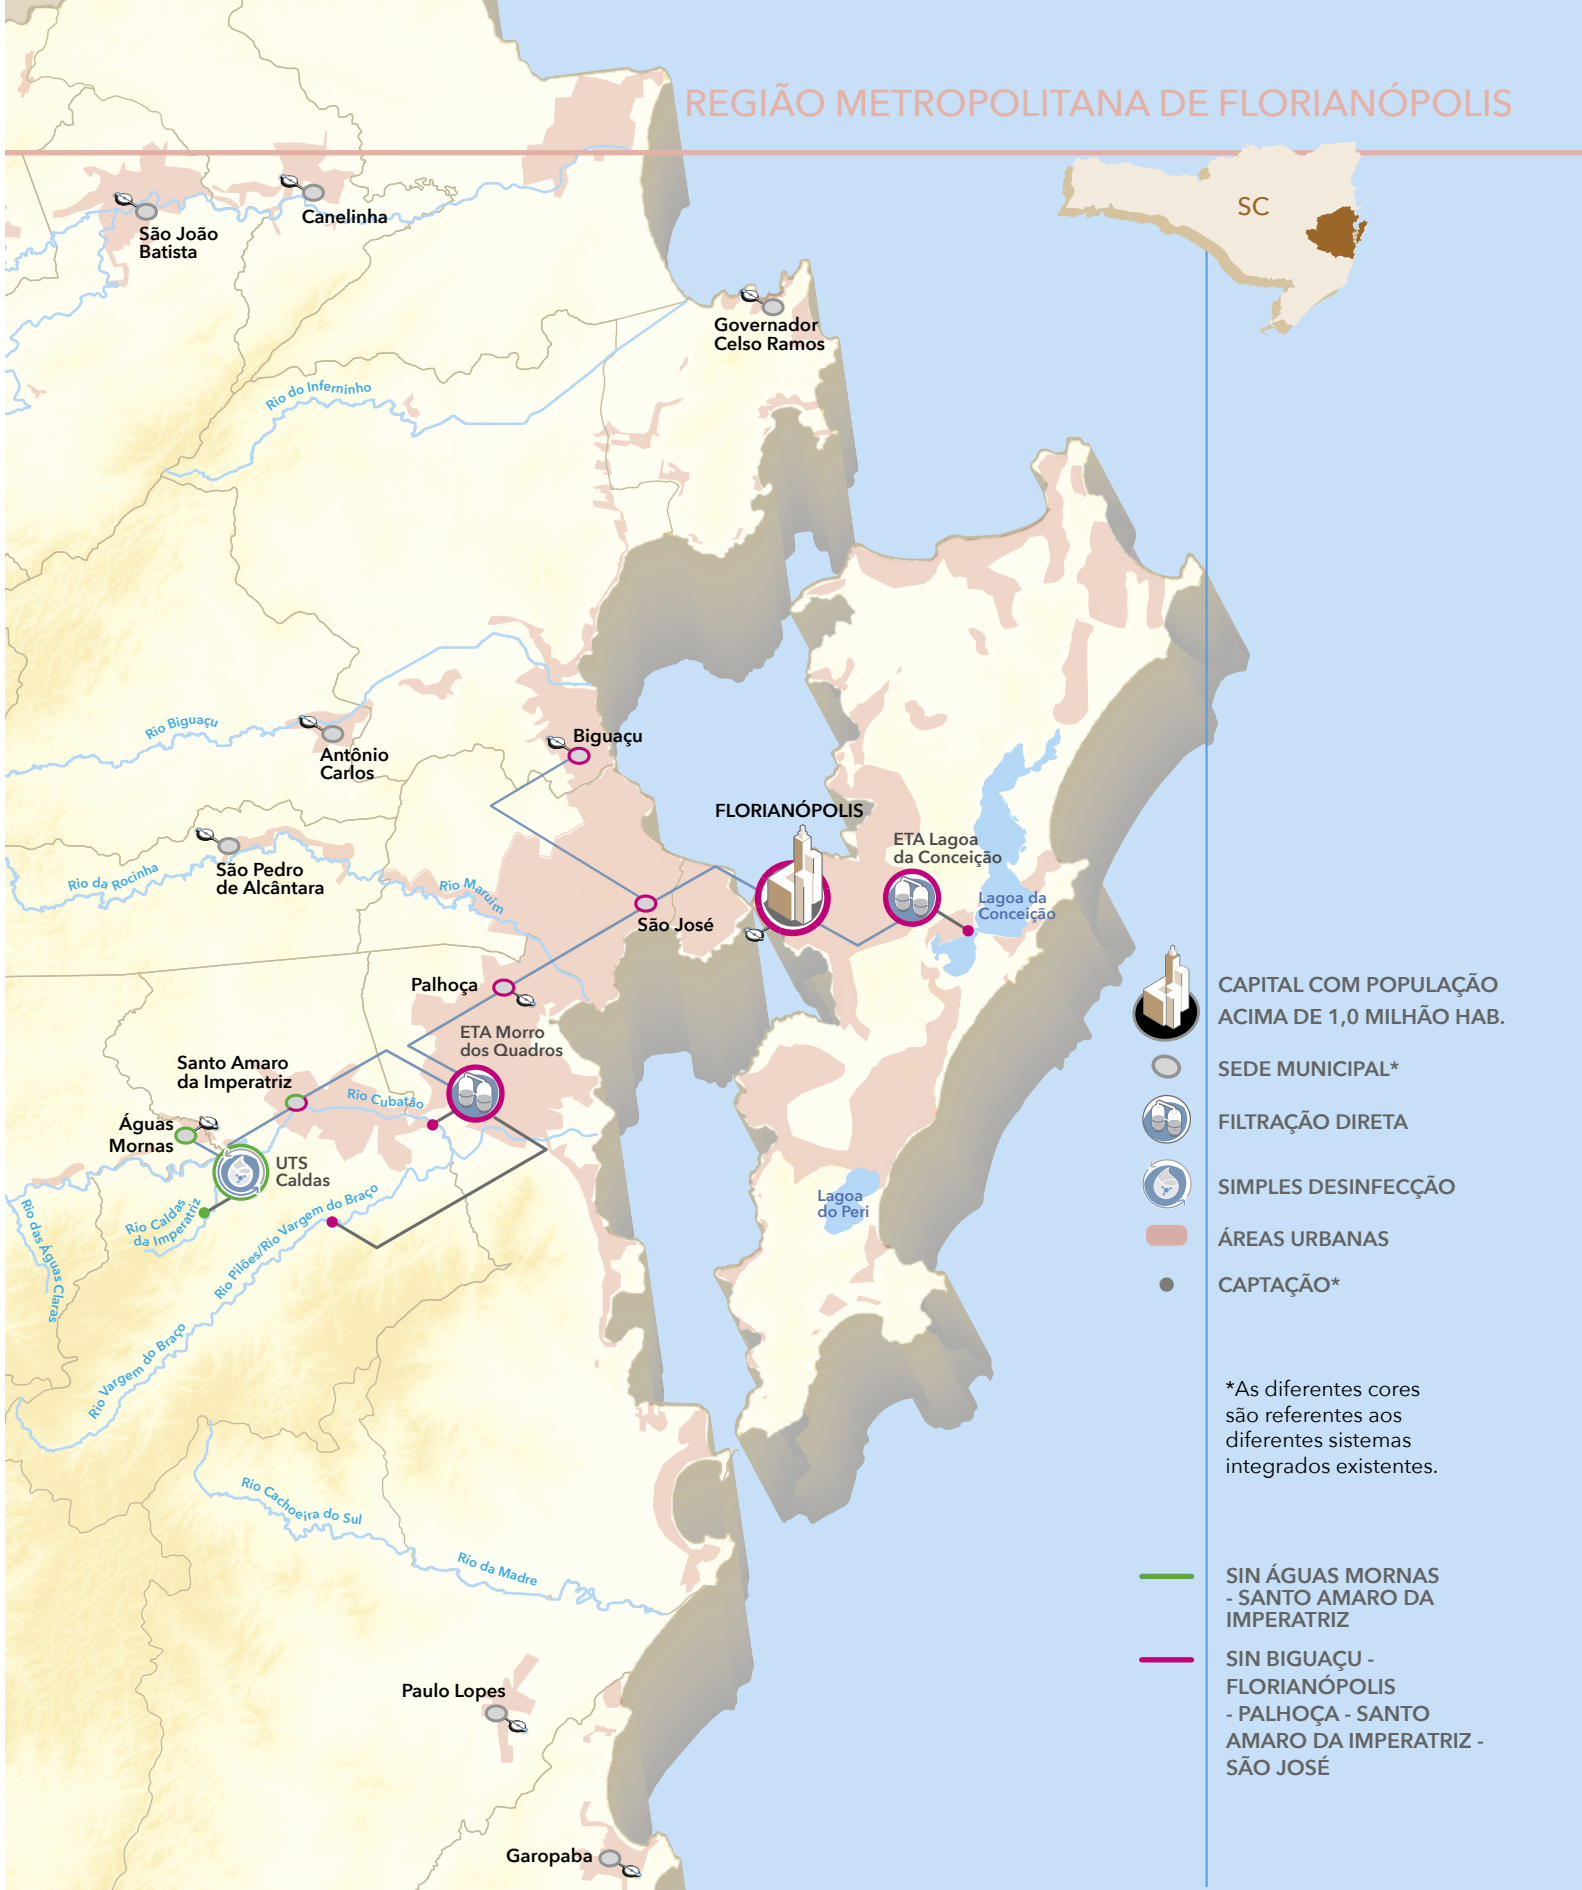 REGIÃO METROPOLITANA DE FLORIANÓPOLIS
SC
São João
Batista
Canelinha
Governador
Celso Ramos
Rio do Inferninho
Rio Biguaçu
Antônio
Carlos
Biguaçu
FLORIANÓPOLIS
ETA Lagoa
da Conceição
Lagoa da
Conceição
São Pedro
de Alcântara
Rio da Rocinha
Rio Maruim
São José
Palhoça
ETA Morro
dos Quadros
Santo Amaro
da Imperatriz
Rio Cubatão
Águas
Mornas
UTS
Caldas
Rio Caldas
da Imperatriz
Rio das Águas Claras
Rio Pilões/Rio Vargem do Braço
Rio Vargem do Braço
Lagoa
do Peri
Rio Cachoeira do Sul
Rio da Madre
Paulo Lopes
Garopaba
CAPITAL COM POPULAÇÃO
ACIMA DE 1,0 MILHÃO HAB.
SEDE MUNICIPAL*
FILTRAÇÃO DIRETA
SIMPLES DESINFECÇÃO
ÁREAS URBANAS
CAPTAÇÃO*
*As diferentes cores
são referentes aos
diferentes sistemas
integrados existentes.
SIN ÁGUAS MORNAS
- SANTO AMARO DA
IMPERATRIZ
SIN BIGUAÇU -
FLORIANÓPOLIS
- PALHOÇA - SANTO
AMARO DA IMPERATRIZ -
SÃO JOSÉ